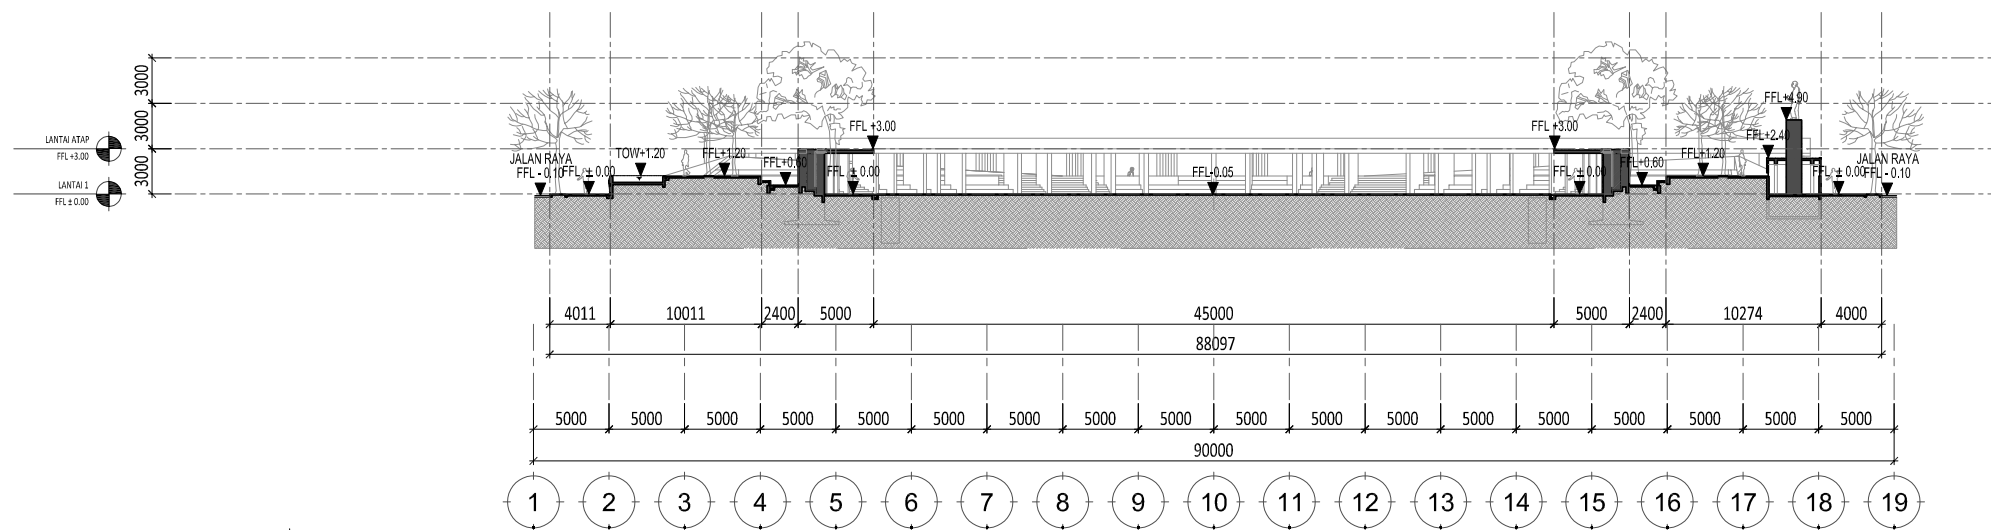 3000
3000
3000
LANTAI ATAP
FFL +3.00
LANTAI 1
FFL ± 0.00
JALAN RAYA
FFL - 0.10
FFL ± 0.00
TOW+1.20
FFL+1.20
FFL+0.60
FFL ± 0.00
FFL +3.00
FFL-0.05
FFL +3.00
FFL ± 0.00
FFL+0.60
FFL+1.20
FFL+2.40
FFL+4.90
FFL ± 0.00
JALAN RAYA
FFL - 0.10
4011 10011 2400 5000 45000 5000 2400 10274 4000
88097
5000 5000 5000 5000 5000 5000 5000 5000 5000 5000 5000 5000 5000 5000 5000 5000 5000 5000
90000
1 2 3 4 5 6 7 8 9 10 11 12 13 14 15 16 17 18 19